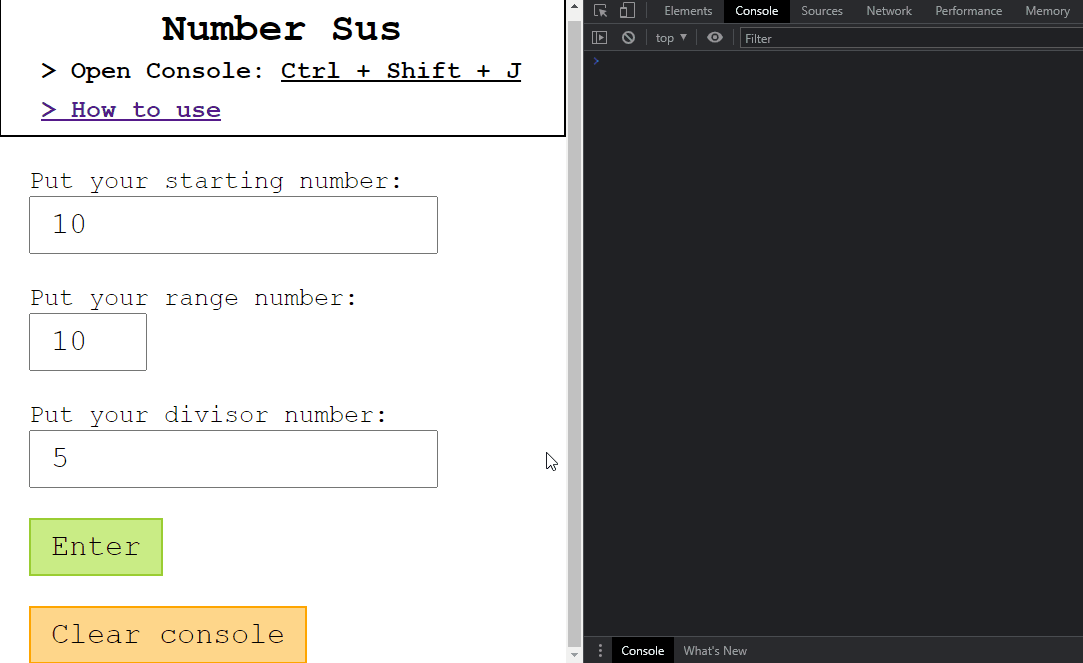 Number Sus
> Open Console: Ctrl + Shift + J
> How to use
Put your starting number:
10
Put your range number:
10
Put your divisor number:
5
Enter
Clear console
Elements Console Sources Network Performance Memory
top ▼ Filter
>
Console What's New